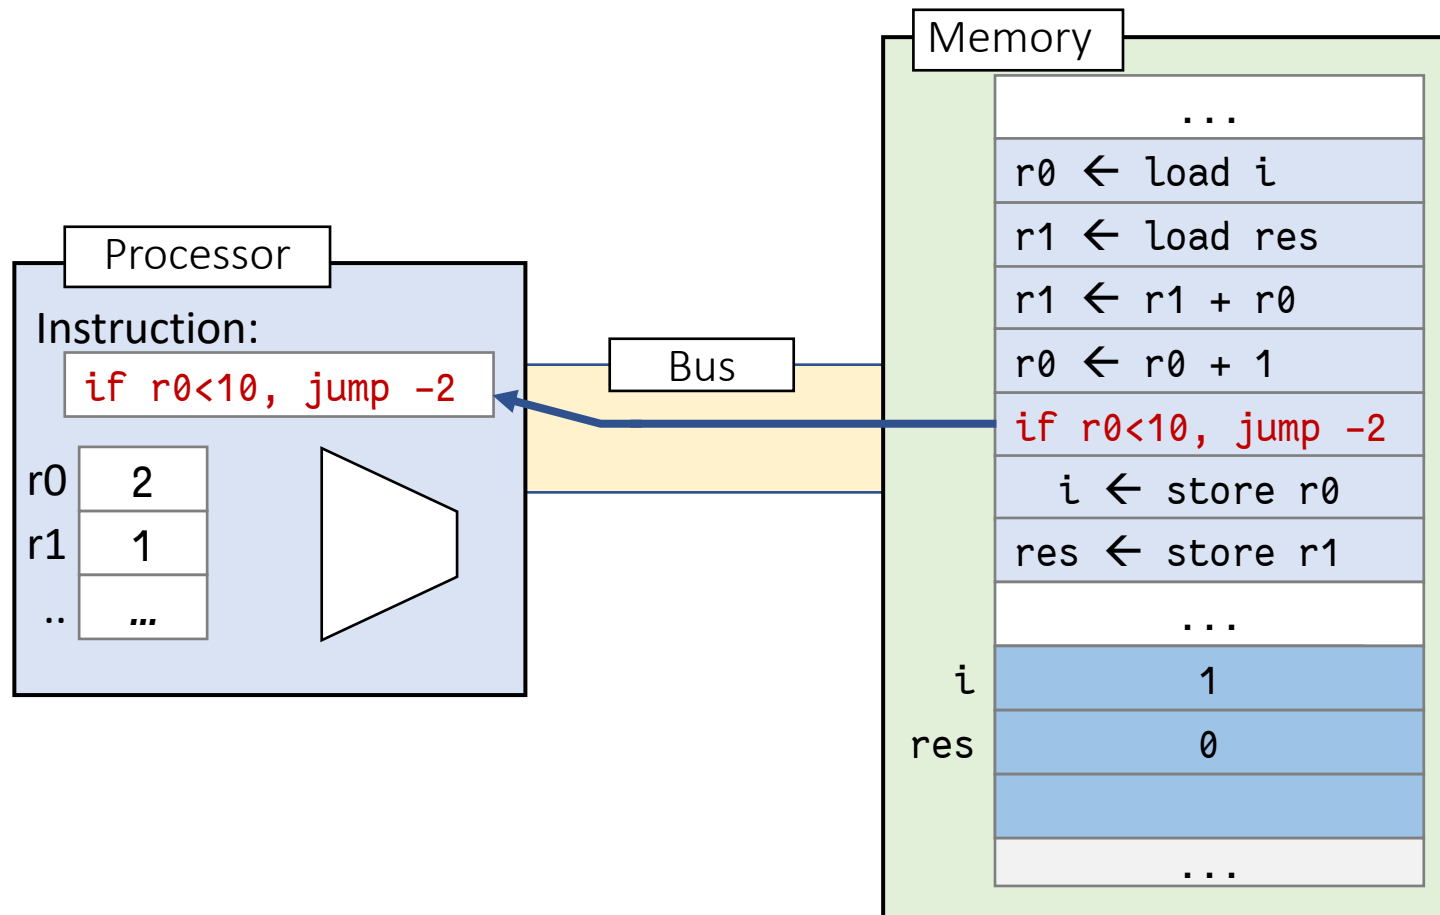 Memory
...
r0 ← load i
r1 ← load res
r1 ← r1 + r0
r0 ← r0 + 1
if r0<10, jump –2
i ← store r0
res ← store r1
...
i 1
res 0
...
Processor
Instruction:
if r0<10, jump –2
r0 2
r1 1
.. ...
Bus